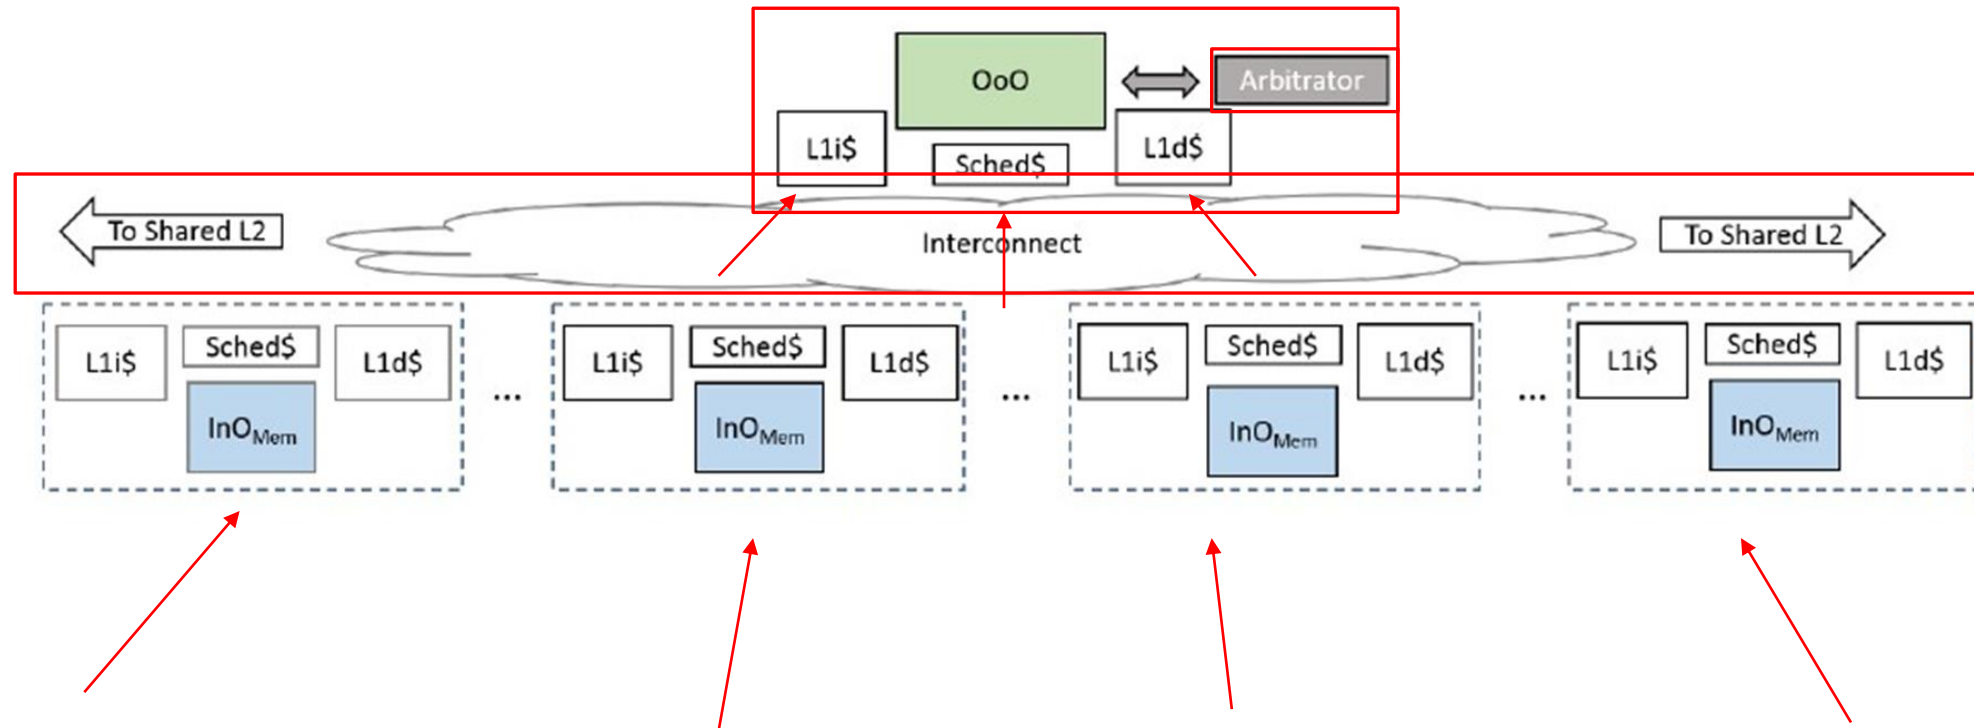 OoO
Arbitrator
L1i$
Sched$
L1d$
To Shared L2
Interconnect
To Shared L2
L1i$
Sched$
L1d$
InOMem
...
L1i$
Sched$
L1d$
InOMem
...
L1i$
Sched$
L1d$
InOMem
...
L1i$
Sched$
L1d$
InOMem